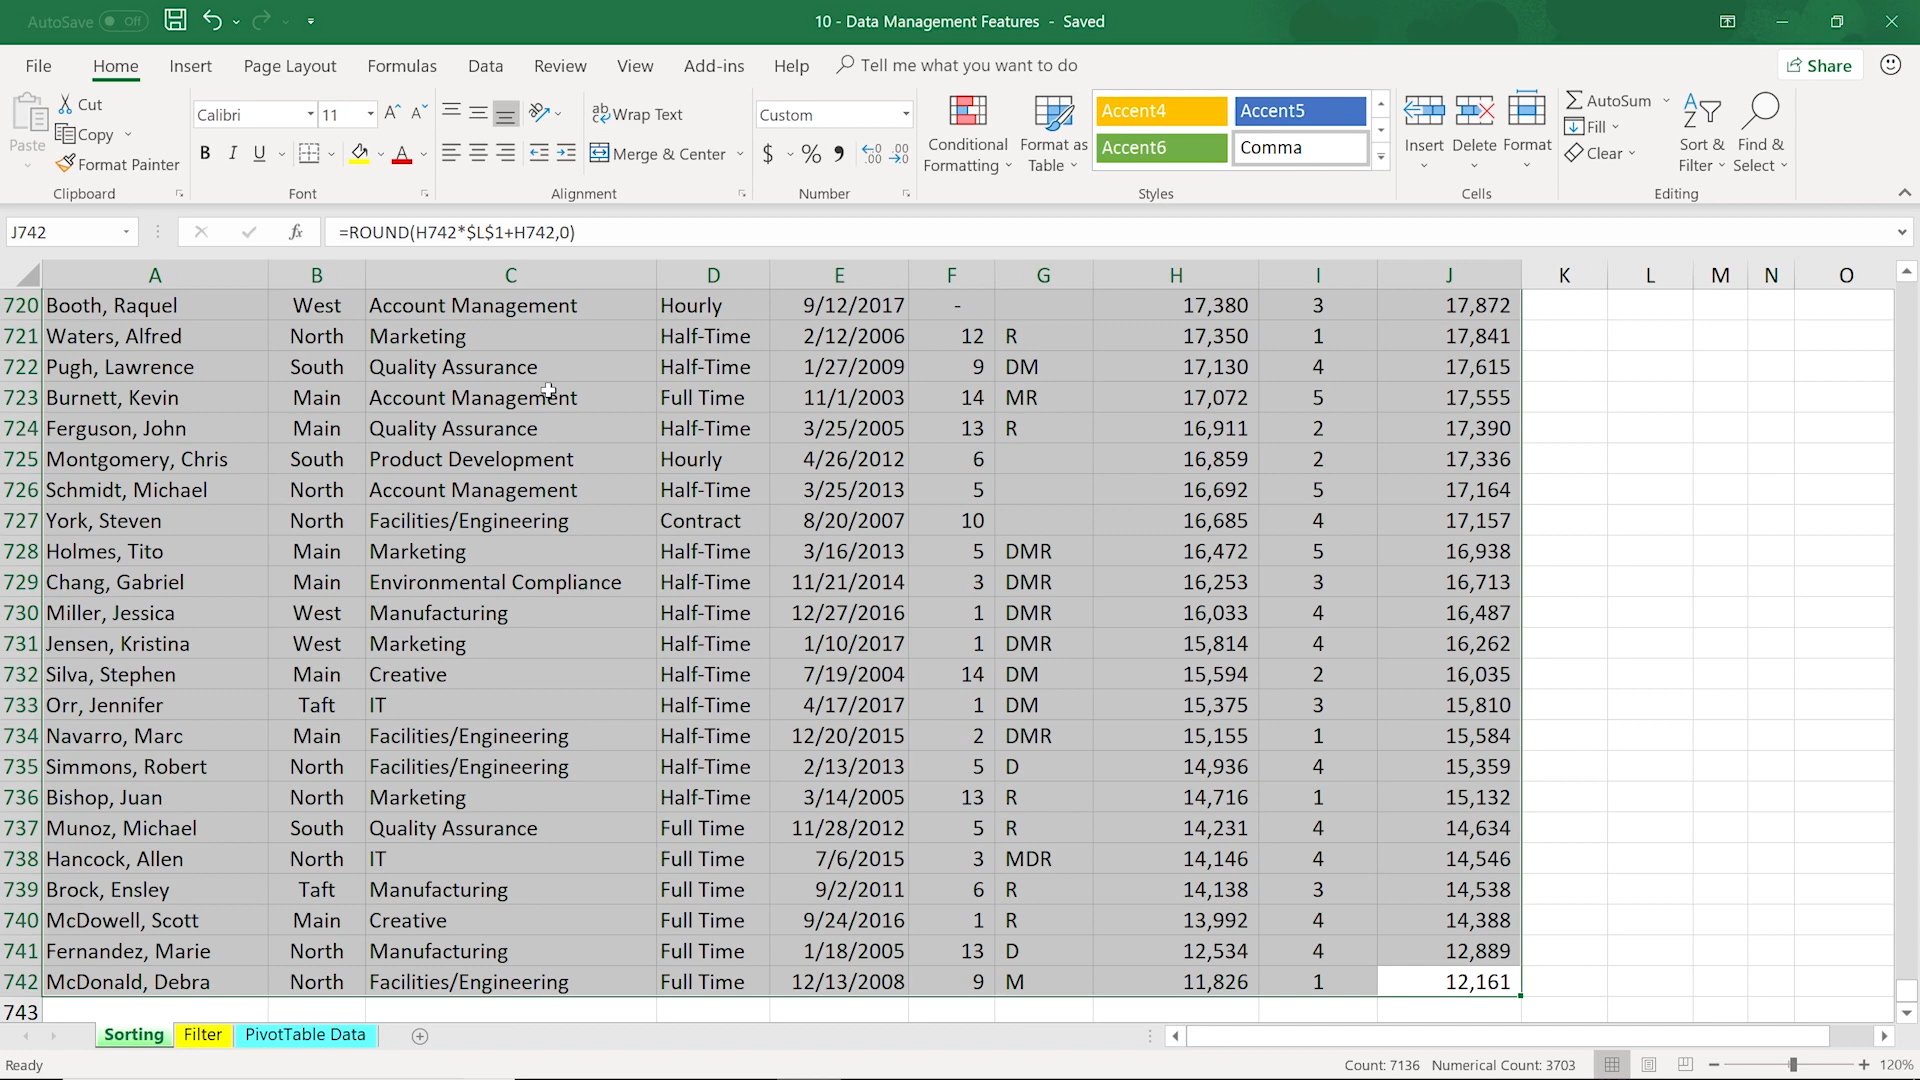 AutoSave Off 10 - Data Management Features - Saved
File Home Insert Page Layout Formulas Data Review View Add-ins Help Tell me what you want to do Share
Paste Cut Copy Format Painter Clipboard
Calibri 11 B I U Font
ab Wrap Text Merge & Center Alignment
Custom $ % Number
Conditional Formatting Format as Table
Accent4 Accent5 Accent6 Comma Styles
Insert Delete Format Cells
AutoSum Fill Clear Sort & Filter Find & Select Editing
J742 fx =ROUND(H742*$L$1+H742,0)
A B C D E F G H I J K L M N O
720 Booth, Raquel West Account Management Hourly 9/12/2017 - 17,380 3 17,872
721 Waters, Alfred North Marketing Half-Time 2/12/2006 12 R 17,350 1 17,841
722 Pugh, Lawrence South Quality Assurance Half-Time 1/27/2009 9 DM 17,130 4 17,615
723 Burnett, Kevin Main Account Management Full Time 11/1/2003 14 MR 17,072 5 17,555
724 Ferguson, John Main Quality Assurance Half-Time 3/25/2005 13 R 16,911 2 17,390
725 Montgomery, Chris South Product Development Hourly 4/26/2012 6 16,859 2 17,336
726 Schmidt, Michael North Account Management Half-Time 3/25/2013 5 16,692 5 17,164
727 York, Steven North Facilities/Engineering Contract 8/20/2007 10 16,685 4 17,157
728 Holmes, Tito Main Marketing Half-Time 3/16/2013 5 DMR 16,472 5 16,938
729 Chang, Gabriel Main Environmental Compliance Half-Time 11/21/2014 3 DMR 16,253 3 16,713
730 Miller, Jessica West Manufacturing Half-Time 12/27/2016 1 DMR 16,033 4 16,487
731 Jensen, Kristina West Marketing Half-Time 1/10/2017 1 DMR 15,814 4 16,262
732 Silva, Stephen Main Creative Half-Time 7/19/2004 14 DM 15,594 2 16,035
733 Orr, Jennifer Taft IT Half-Time 4/17/2017 1 DM 15,375 3 15,810
734 Navarro, Marc Main Facilities/Engineering Half-Time 12/20/2015 2 DMR 15,155 1 15,584
735 Simmons, Robert North Facilities/Engineering Half-Time 2/13/2013 5 D 14,936 4 15,359
736 Bishop, Juan North Marketing Half-Time 3/14/2005 13 R 14,716 1 15,132
737 Munoz, Michael South Quality Assurance Full Time 11/28/2012 5 R 14,231 4 14,634
738 Hancock, Allen North IT Full Time 7/6/2015 3 MDR 14,146 4 14,546
739 Brock, Ensley Taft Manufacturing Full Time 9/2/2011 6 R 14,138 3 14,538
740 McDowell, Scott Main Creative Full Time 9/24/2016 1 R 13,992 4 14,388
741 Fernandez, Marie North Manufacturing Full Time 1/18/2005 13 D 12,534 4 12,889
742 McDonald, Debra North Facilities/Engineering Full Time 12/13/2008 9 M 11,826 1 12,161
743
Sorting Filter PivotTable Data
Ready Count: 7136 Numerical Count: 3703 120%